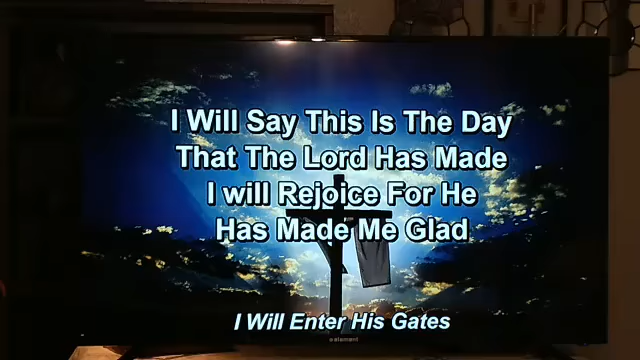 I Will Say This Is The Day
That The Lord Has Made
I will Rejoice For He
Has Made Me Glad
I Will Enter His Gates
element